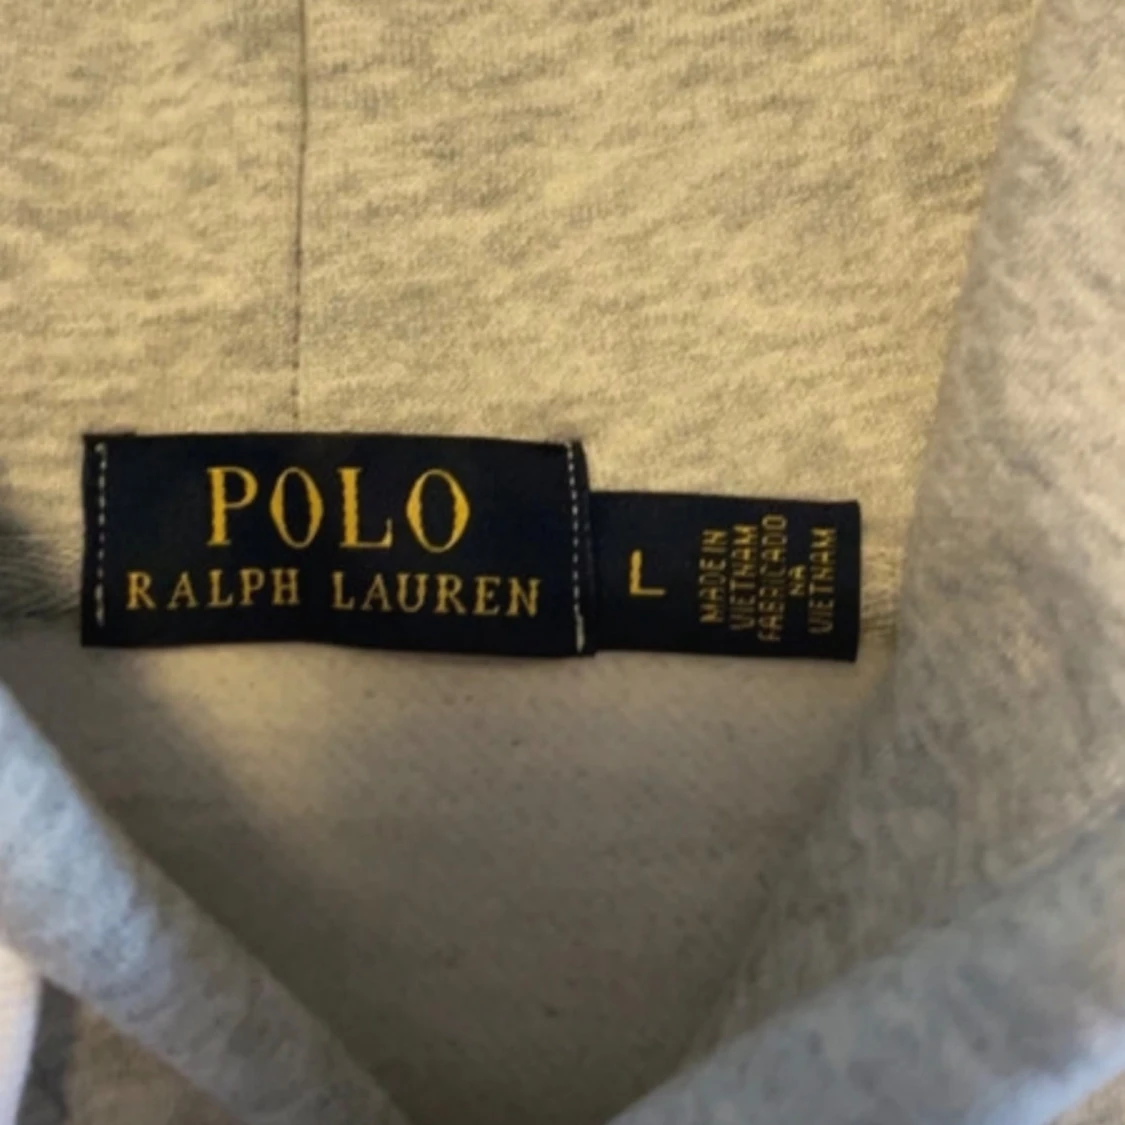 POLO
RALPH LAUREN
L
MADE IN
VIETNAM
FABRICADO
NA
VIETNAM